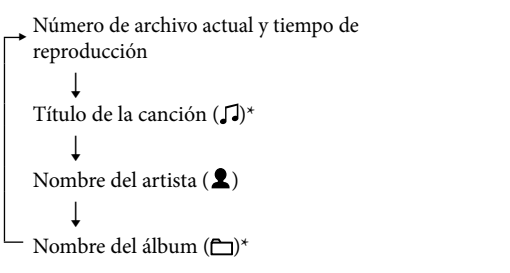 Número de archivo actual y tiempo de
reproducción
Título de la canción (🎵)*
Nombre del artista (👤)
Nombre del álbum (🗀)*